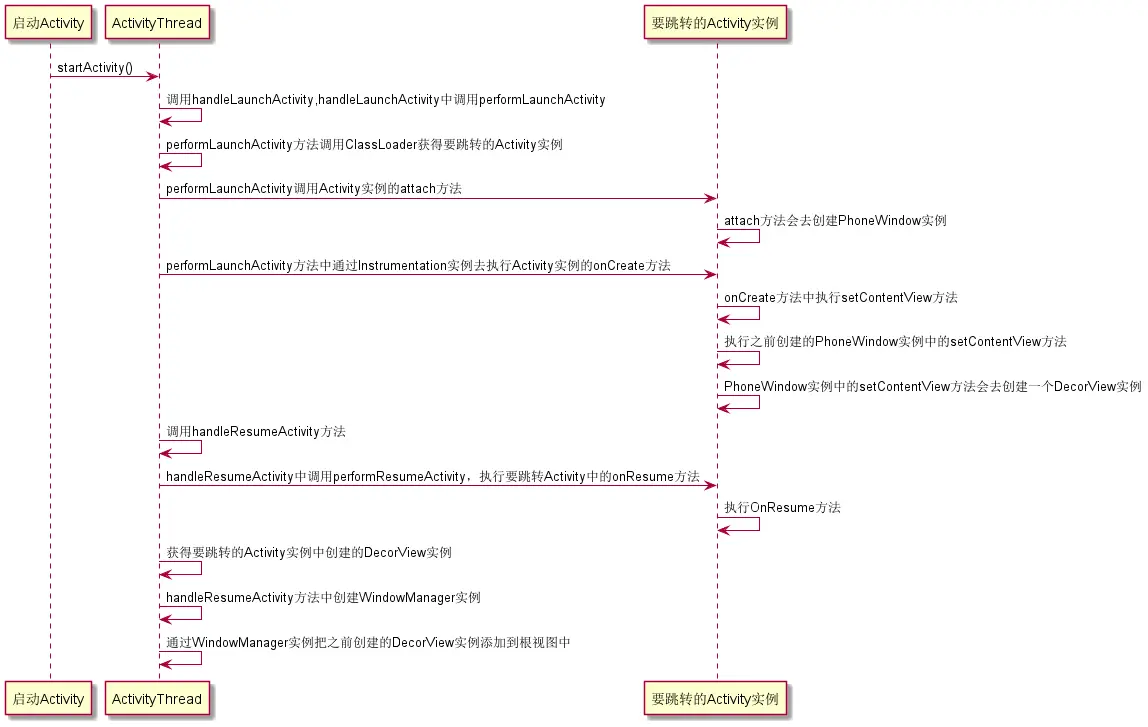 启动Activity
ActivityThread
要跳转的Activity实例
startActivity()
调用handleLaunchActivity,handleLaunchActivity中调用performLaunchActivity
performLaunchActivity方法调用ClassLoader获得要跳转的Activity实例
performLaunchActivity调用Activity实例的attach方法
attach方法会去创建PhoneWindow实例
performLaunchActivity方法中通过Instrumentation实例去执行Activity实例的onCreate方法
onCreate方法中执行setContentView方法
执行之前创建的PhoneWindow实例中的setContentView方法
PhoneWindow实例中的setContentView方法会去创建一个DecorView实例
调用handleResumeActivity方法
handleResumeActivity中调用performResumeActivity，执行要跳转Activity中的onResume方法
执行OnResume方法
获得要跳转的Activity实例中创建的DecorView实例
handleResumeActivity方法中创建WindowManager实例
通过WindowManager实例把之前创建的DecorView实例添加到根视图中
启动Activity
ActivityThread
要跳转的Activity实例